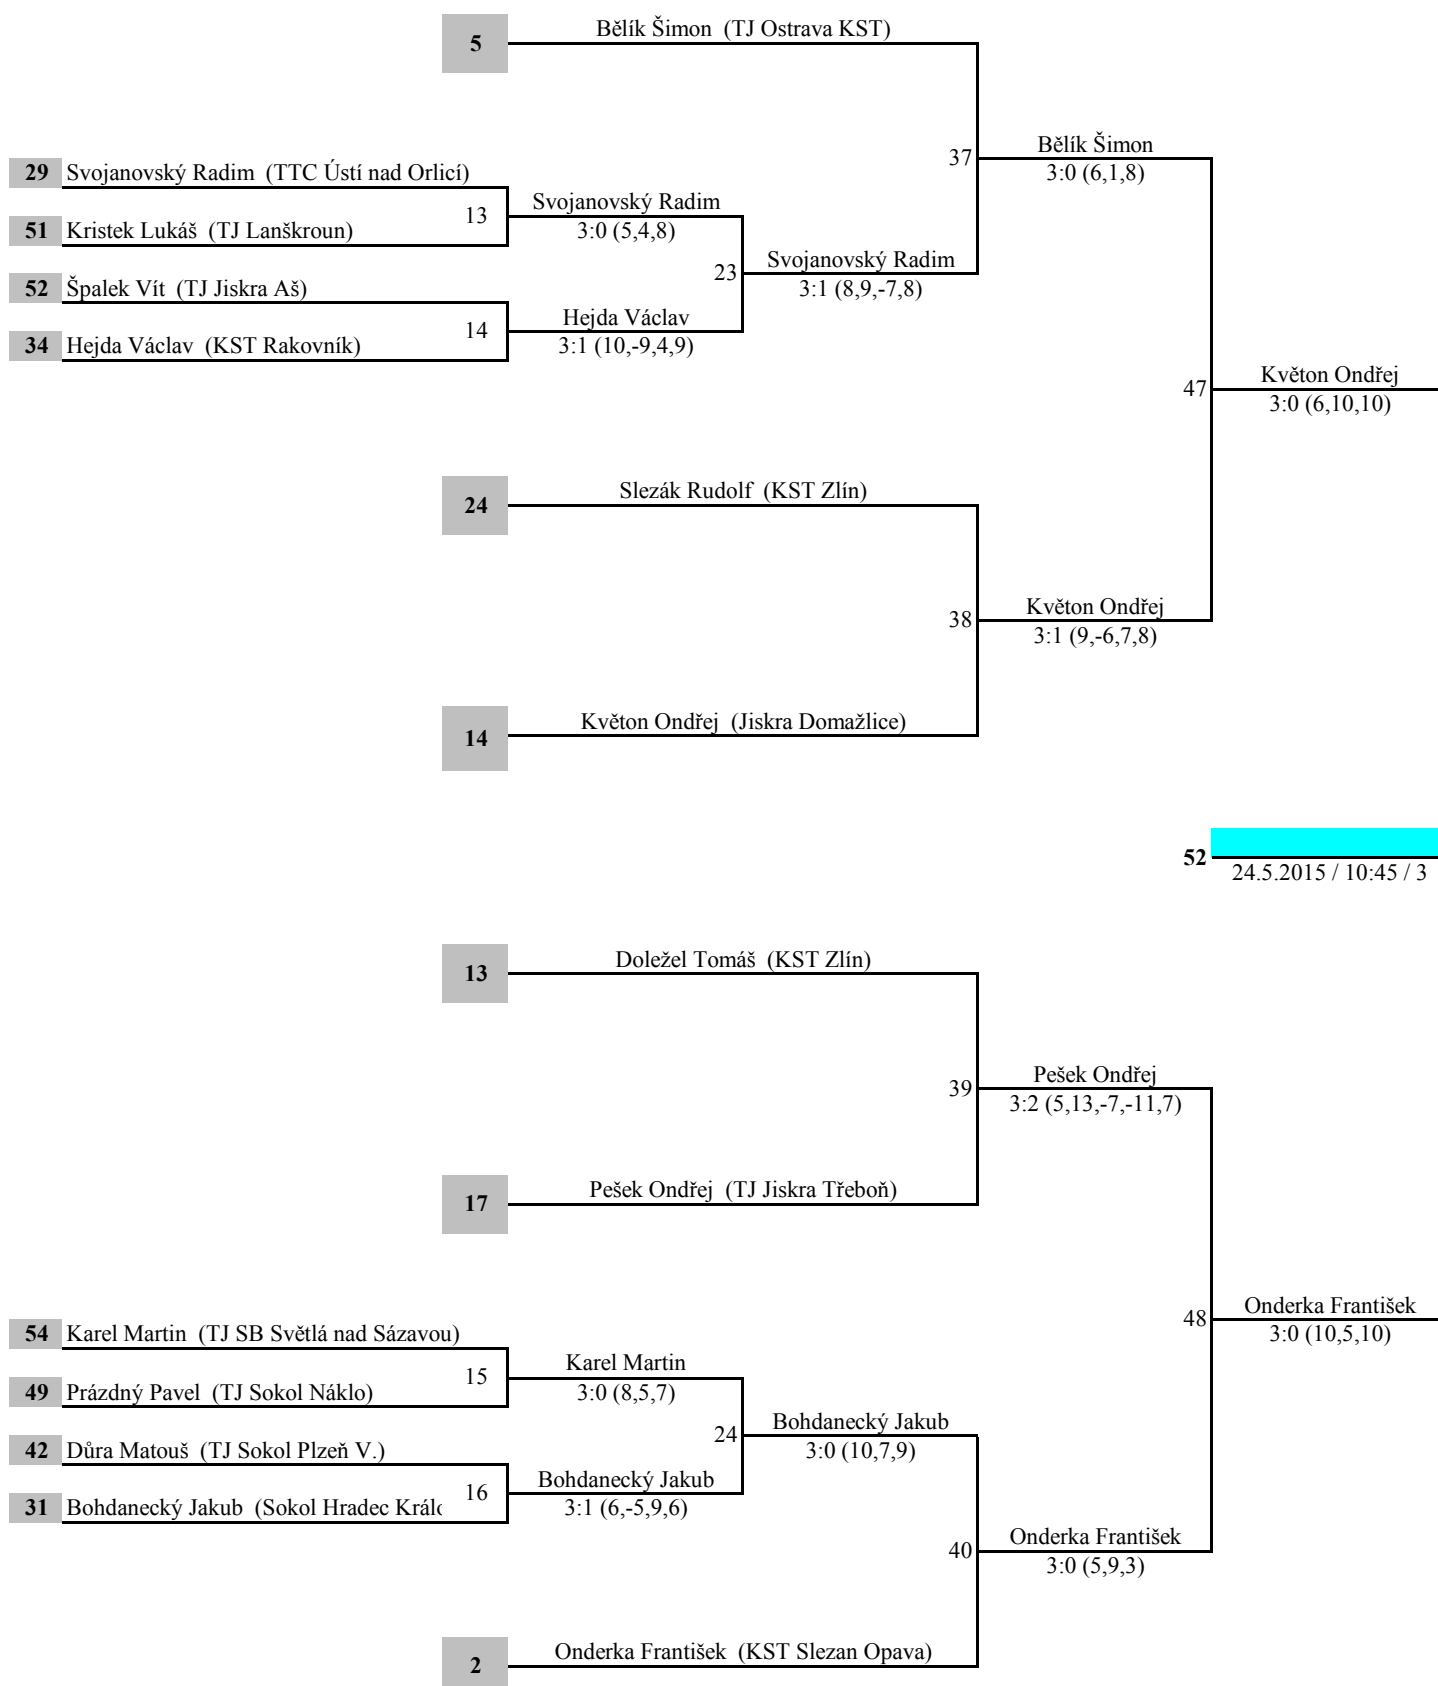 5 Bělík Šimon (TJ Ostrava KST)
37 Bělík Šimon
3:0 (6,1,8)
29 Svojanovský Radim (TTC Ústí nad Orlicí)
13 Svojanovský Radim
3:0 (5,4,8)
51 Kristek Lukáš (TJ Lanškroun)
23 Svojanovský Radim
3:1 (8,9,-7,8)
52 Špalek Vít (TJ Jiskra Aš)
14 Hejda Václav
3:1 (10,-9,4,9)
34 Hejda Václav (KST Rakovník)
47 Květon Ondřej
3:0 (6,10,10)
24 Slezák Rudolf (KST Zlín)
38 Květon Ondřej
3:1 (9,-6,7,8)
14 Květon Ondřej (Jiskra Domažlice)
52
24.5.2015 / 10:45 / 3
13 Doležel Tomáš (KST Zlín)
39 Pešek Ondřej
3:2 (5,13,-7,-11,7)
17 Pešek Ondřej (TJ Jiskra Třeboň)
48 Onderka František
3:0 (10,5,10)
54 Karel Martin (TJ SB Světlá nad Sázavou)
15 Karel Martin
3:0 (8,5,7)
49 Prázdný Pavel (TJ Sokol Náklo)
24 Bohdanecký Jakub
3:0 (10,7,9)
42 Důra Matouš (TJ Sokol Plzeň V.)
16 Bohdanecký Jakub
3:1 (6,-5,9,6)
31 Bohdanecký Jakub (Sokol Hradec Králo
40 Onderka František
3:0 (5,9,3)
2 Onderka František (KST Slezan Opava)